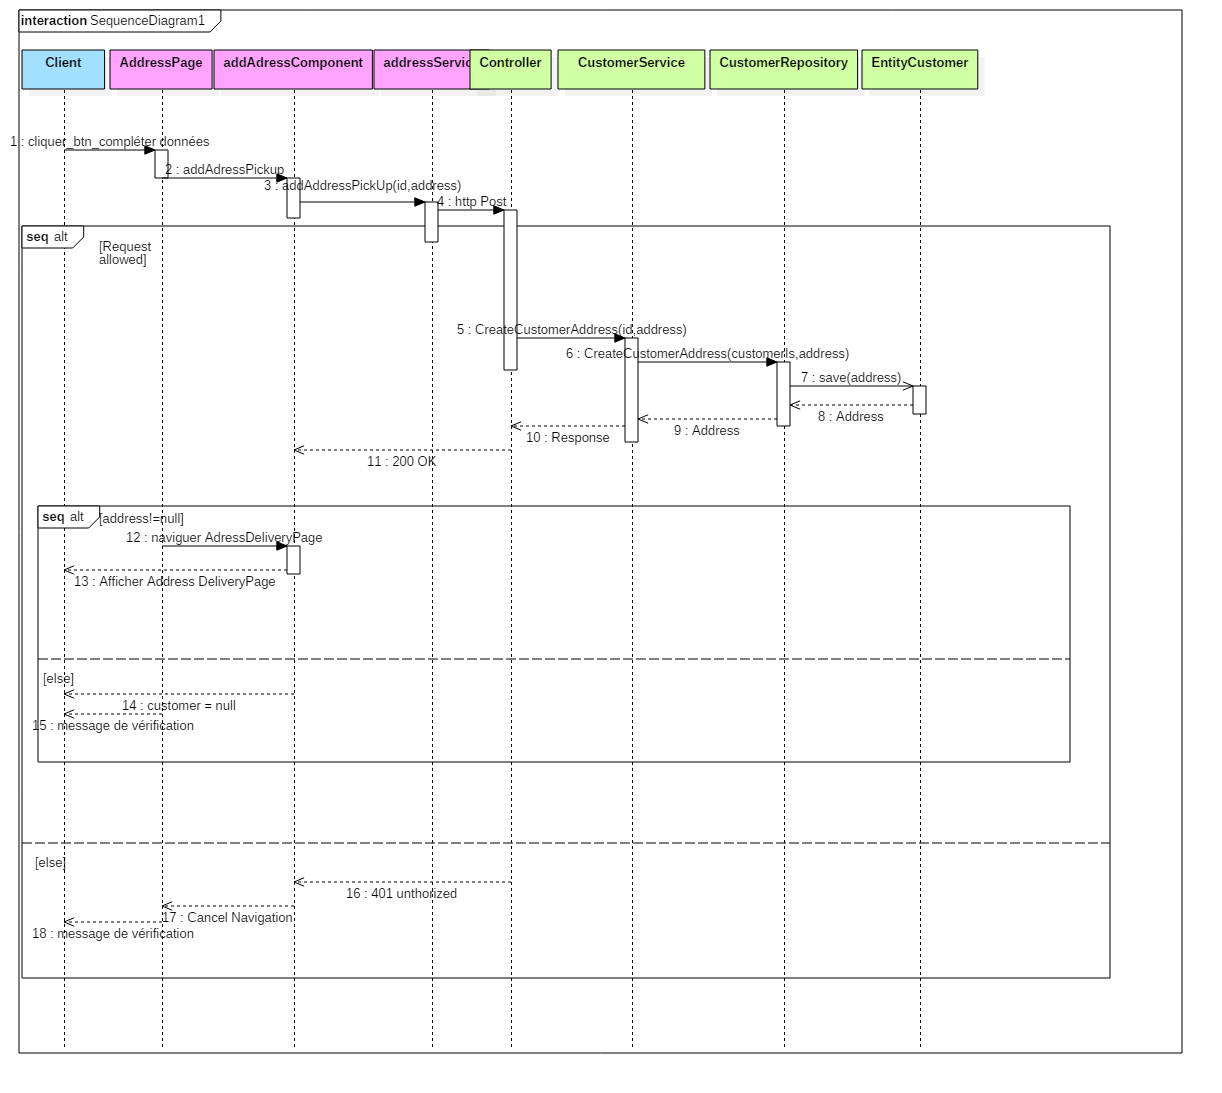 interaction SequenceDiagram1
Client
AddressPage
addAdressComponent
addressServic
Controller
CustomerService
CustomerRepository
EntityCustomer
1 : cliquer_btn_compléter données
2 : addAdressPickup
3 : addAddressPickUp(id,address)
4 : http Post
seq alt
[Request
allowed]
5 : CreateCustomerAddress(id,address)
6 : CreateCustomerAddress(customerIs,address)
7 : save(address)
8 : Address
9 : Address
10 : Response
11 : 200 OK
seq alt
[address!=null]
12 : naviguer AdressDeliveryPage
13 : Afficher Address DeliveryPage
[else]
14 : customer = null
15 : message de vérification
[else]
16 : 401 unthorized
17 : Cancel Navigation
18 : message de vérification